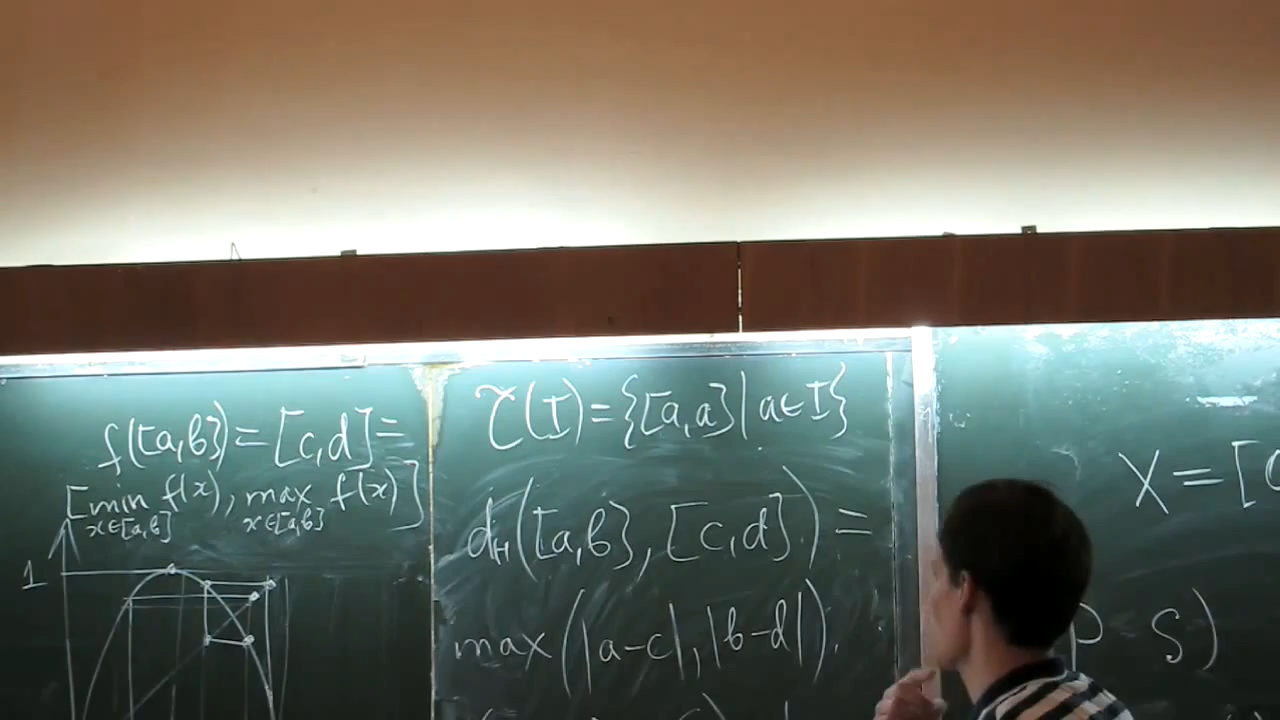 f([a,b])=[c,d]=
[min f(x), max f(x)]
x∈[a,b] x∈[a,b]
1
τ(I)={[a,a]|a∈I}
d_H([a,b],[c,d])=
max(|a-c|,|b-d|).
X=[
S)